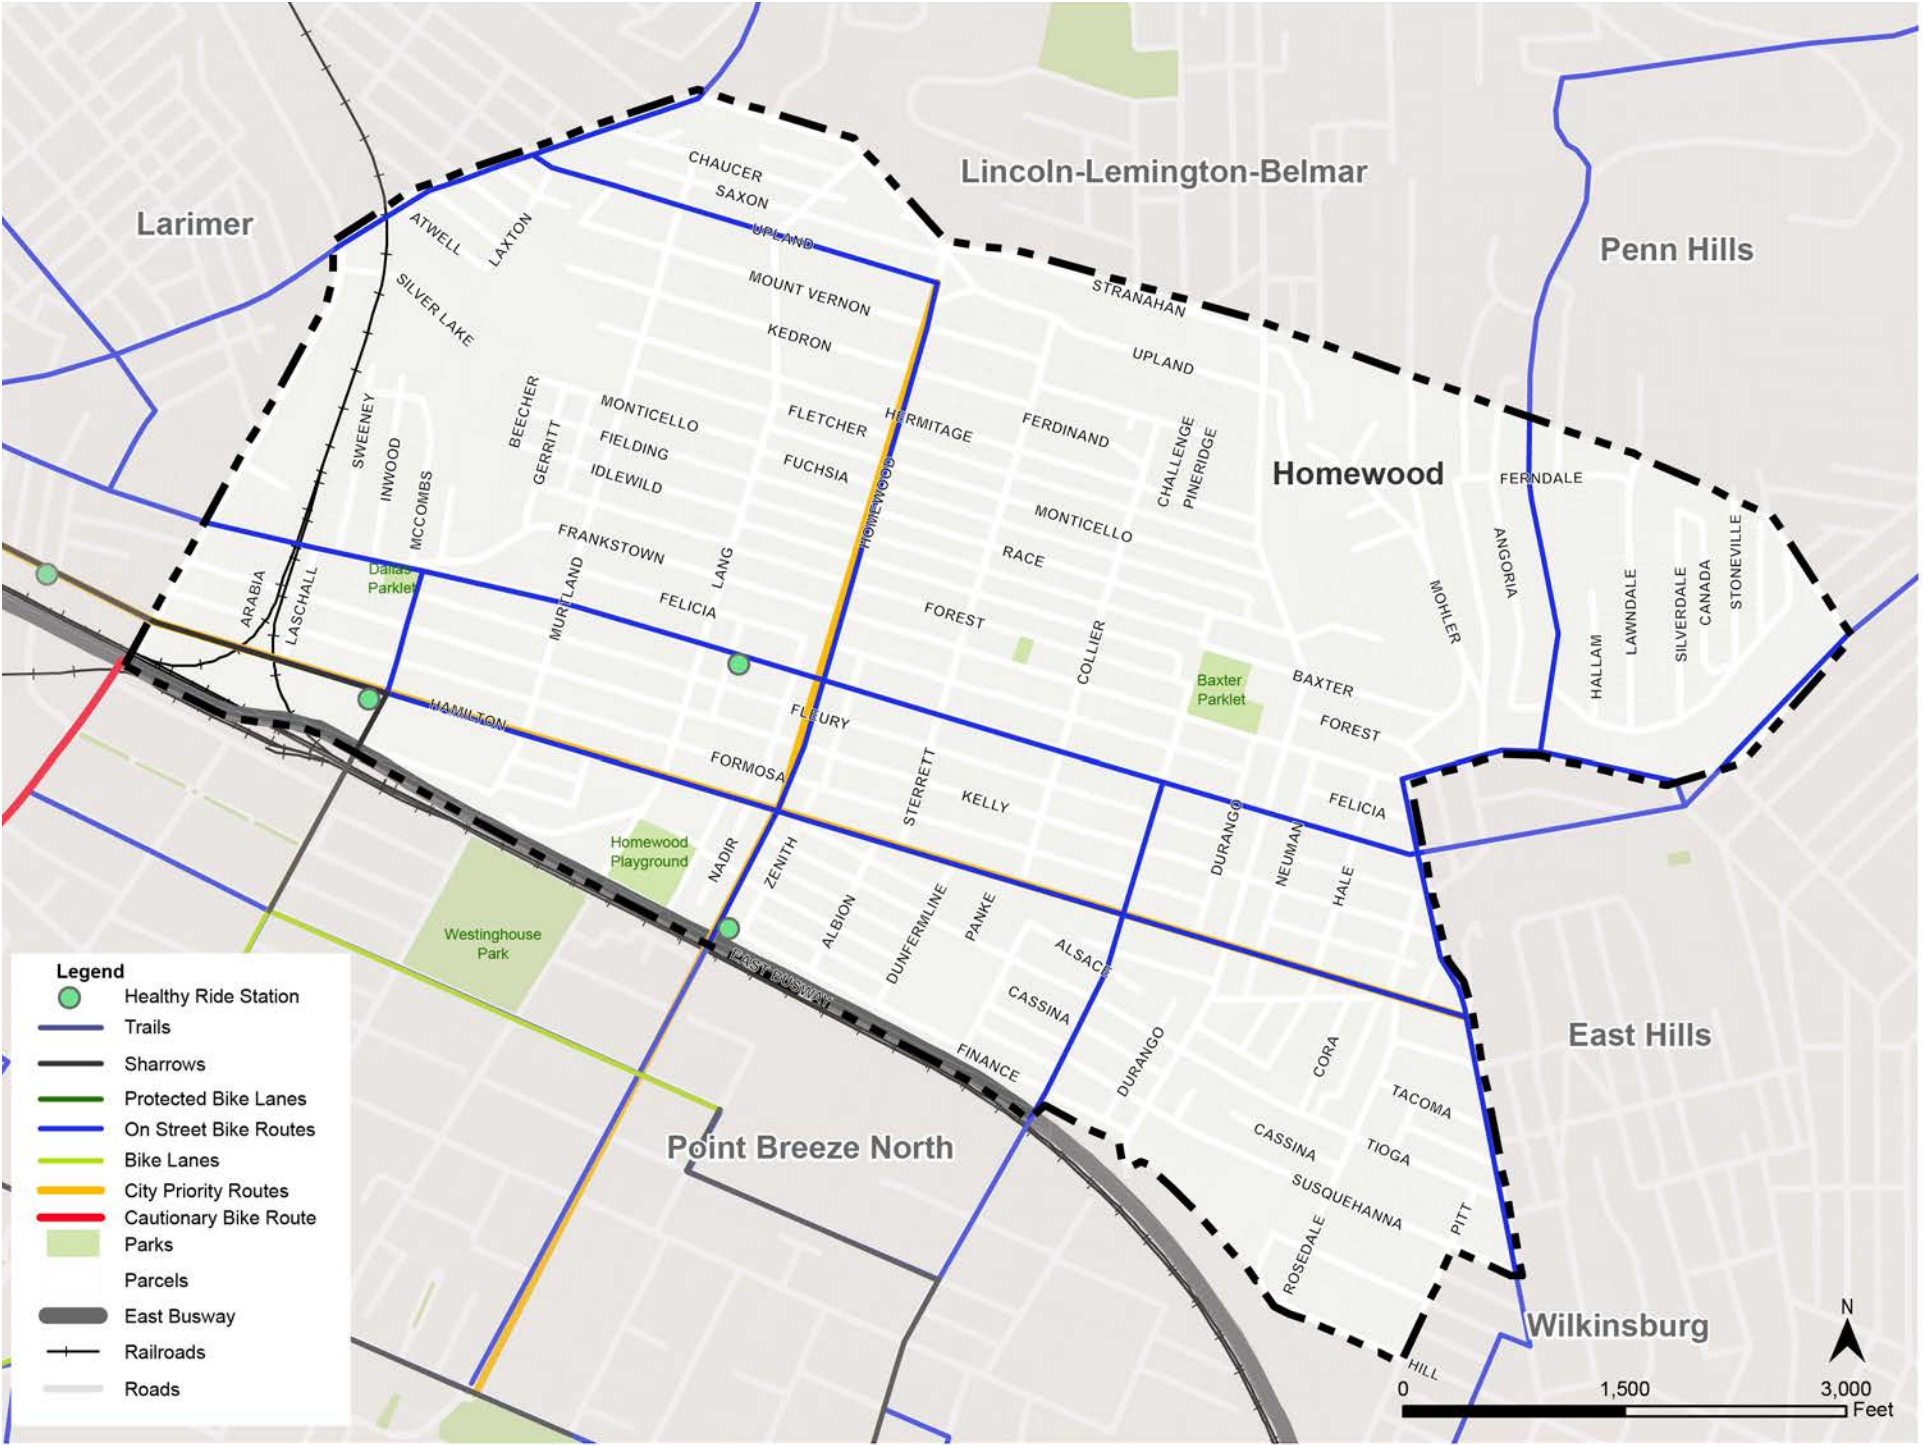 Lincoln-Lemington-Belmar
Larimer
Penn Hills
CHAUCER
SAXON
UPLAND
ATWELL
LAXTON
SILVER LAKE
MOUNT VERNON
KEDRON
STRANAHAN
UPLAND
SWEENEY
INWOOD
MCCOMBS
BEECHER
GERRITT
MONTICELLO
FIELDING
IDLEWILD
FLETCHER
FUCHSIA
HERMITAGE
HOMEWOOD
FERDINAND
CHALLENGE
PINERIDGE
Homewood
FERNDALE
MONTICELLO
RACE
FRANKSTOWN
LANG
MURTLAND
FELICIA
ARABIA
LASCHALL
Dallas
Parklet
FOREST
COLLIER
MOHLER
ANGORIA
HALLAM
LAWNDALE
SILVERDALE
CANADA
STONEVILLE
Baxter
Parklet
BAXTER
FOREST
HAMILTON
FLEURY
FORMOSA
STERRETT
KELLY
FELICIA
DURANGO
NEUMAN
HALE
Homewood
Playground
NADIR
ZENITH
ALBION
DUNFERMLINE
PANKE
ALSACE
Westinghouse
Park
EAST BUSWAY
CASSINA
FINANCE
DURANGO
CORA
East Hills
TACOMA
CASSINA
TIOGA
SUSQUEHANNA
ROSEDALE
PITT
Point Breeze North
Wilkinsburg
HILL
Legend
Healthy Ride Station
Trails
Sharrows
Protected Bike Lanes
On Street Bike Routes
Bike Lanes
City Priority Routes
Cautionary Bike Route
Parks
Parcels
East Busway
Railroads
Roads
N
0 1,500 3,000
Feet